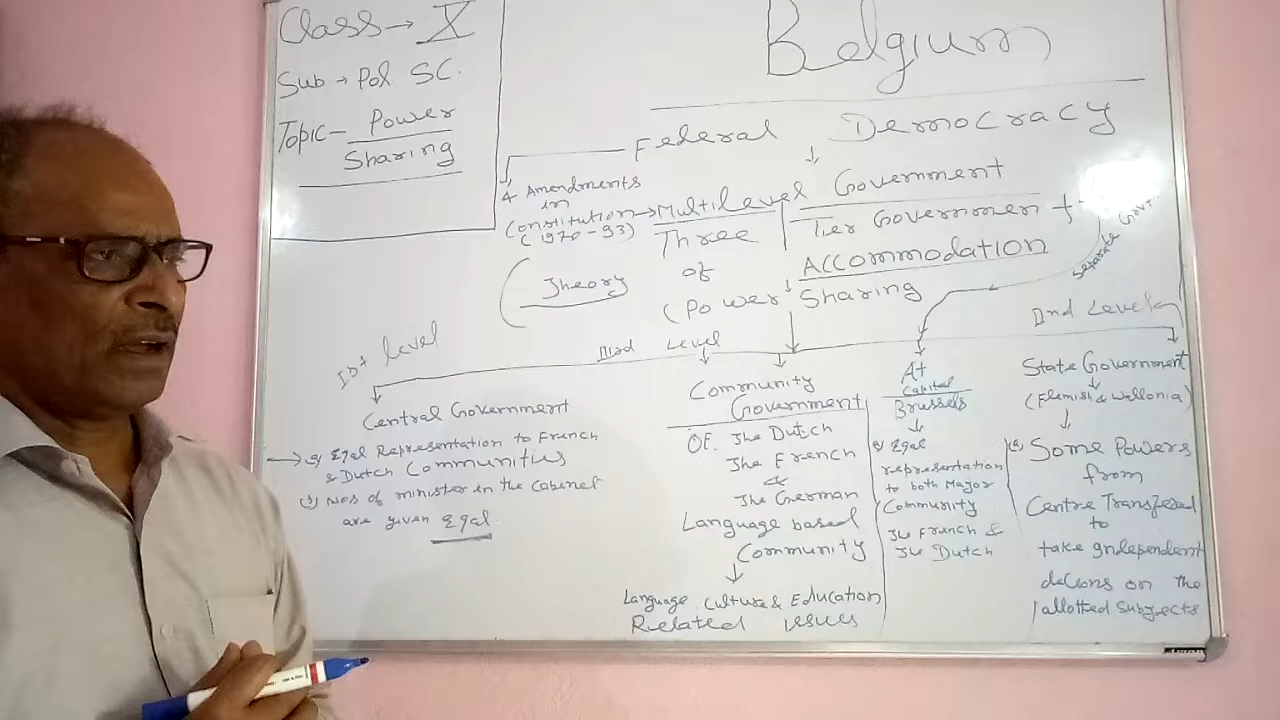 Class → X
Sub → Pol SC.
Topic - Power
Sharing
Belgium
Federal Democracy
4 Amendments
in
Constitution →
(1970-93)
Multilevel Government
Three Tier Government
(Theory of Accommodation
(Power Sharing
Separate Govt
Ist level
IIIrd Level
IInd Level
Central Government
→ a) Eqal Representation to French
& Dutch Communities
b) Nos of minister in the Cabinet
are given Eqal
Community
Government
OF. The Dutch
The French
&
The German
Language based
Community
Language, Culture & Education
Related issues
At
Capital
Brussels
a) Eqal
representation
to both Major
Community
The French &
The Dutch
State Government
(Flemish & Wallonia)
(a) Some Powers
from
Centre Transfered
to
take independent
decions on the
allotted Subjects